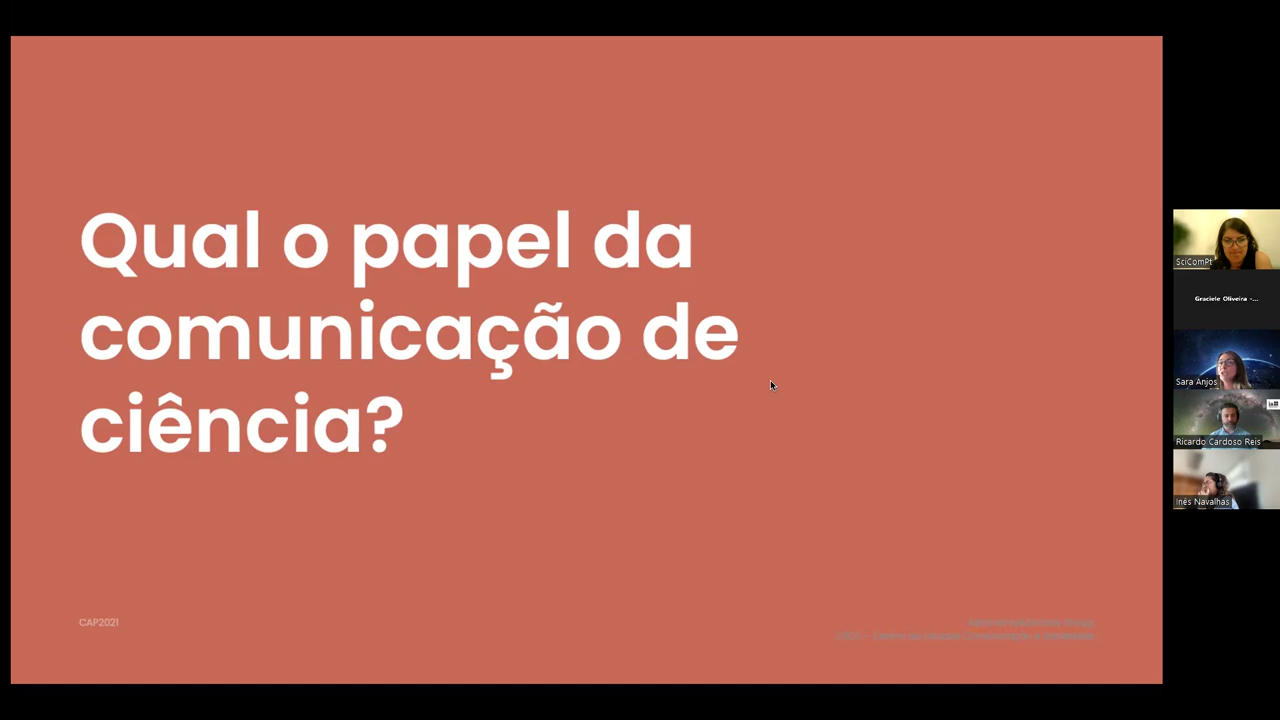 Qual o papel da
comunicação de
ciência?
CAP2021
SciComPt
Graciele Oliveira -...
Sara Anjos
Ricardo Cardoso Reis
Inês Navalhas